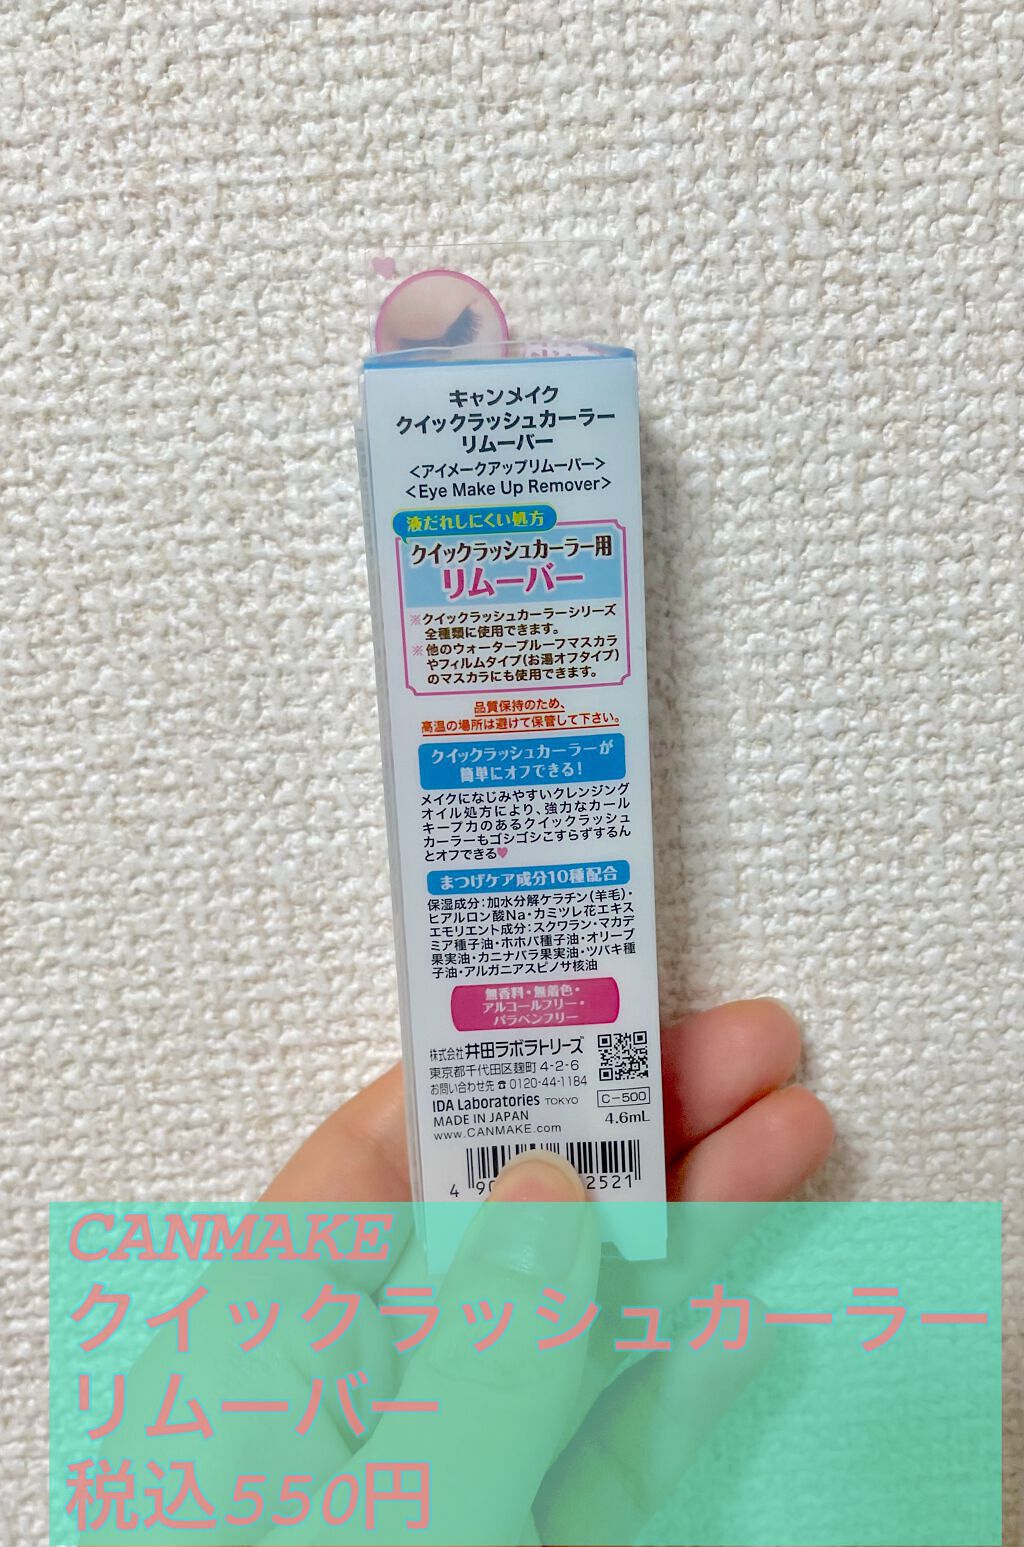 キャンメイク
クイックラッシュカーラー
リムーバー
<アイメークアップリムーバー>
<Eye Make Up Remover>
液だれしにくい処方
クイックラッシュカーラー用
リムーバー
※クイックラッシュカーラーシリーズ
全種類に使用できます。
※他のウォータープルーフマスカラ
やフィルムタイプ(お湯オフタイプ)
のマスカラにも使用できます。
品質保持のため、
高温の場所は避けて保管して下さい。
クイックラッシュカーラーが
簡単にオフできる!
メイクになじみやすいクレンジング
オイル処方により、強力なカール
キープ力のあるクイックラッシュ
カーラーもゴシゴシこすらずするん
とオフできる♥
まつげケア成分10種配合
保湿成分:加水分解ケラチン(羊毛)・
ヒアルロン酸Na・カミツレ花エキス
エモリエント成分:スクワラン・マカデ
ミア種子油・ホホバ種子油・オリーブ
果実油・カニナバラ果実油・ツバキ種
子油・アルガニアスピノサ核油
無香料・無着色・
アルコールフリー・
パラベンフリー
株式会社井田ラボラトリーズ
東京都千代田区麹町4-2-6
お問い合わせ先☎0120-44-1184
IDA Laboratories TOKYO
C-500
MADE IN JAPAN
4.6mL
www.CANMAKE.com
4 90 2521
CANMAKE
クイックラッシュカーラー
リムーバー
税込550円